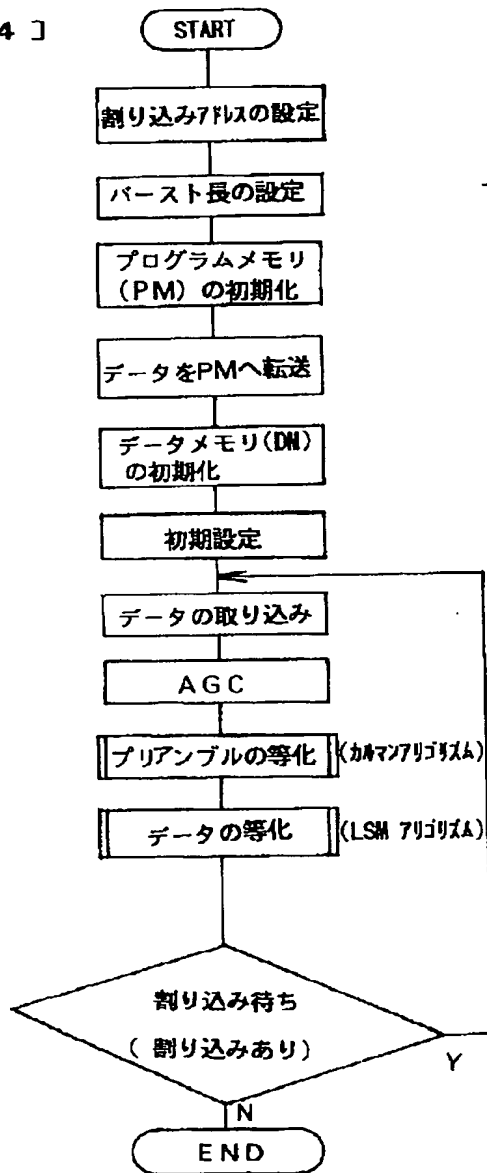 4 ]
START
割り込みアドレスの設定
バースト長の設定
プログラムメモリ
(PM) の初期化
データをPMへ転送
データメモリ(DM)
の初期化
初期設定
データの取り込み
AGC
プリアンブルの等化
(カルマンアリゴリズム)
データの等化
(LSM アリゴリズム)
割り込み待ち
( 割り込みあり)
Y
N
END